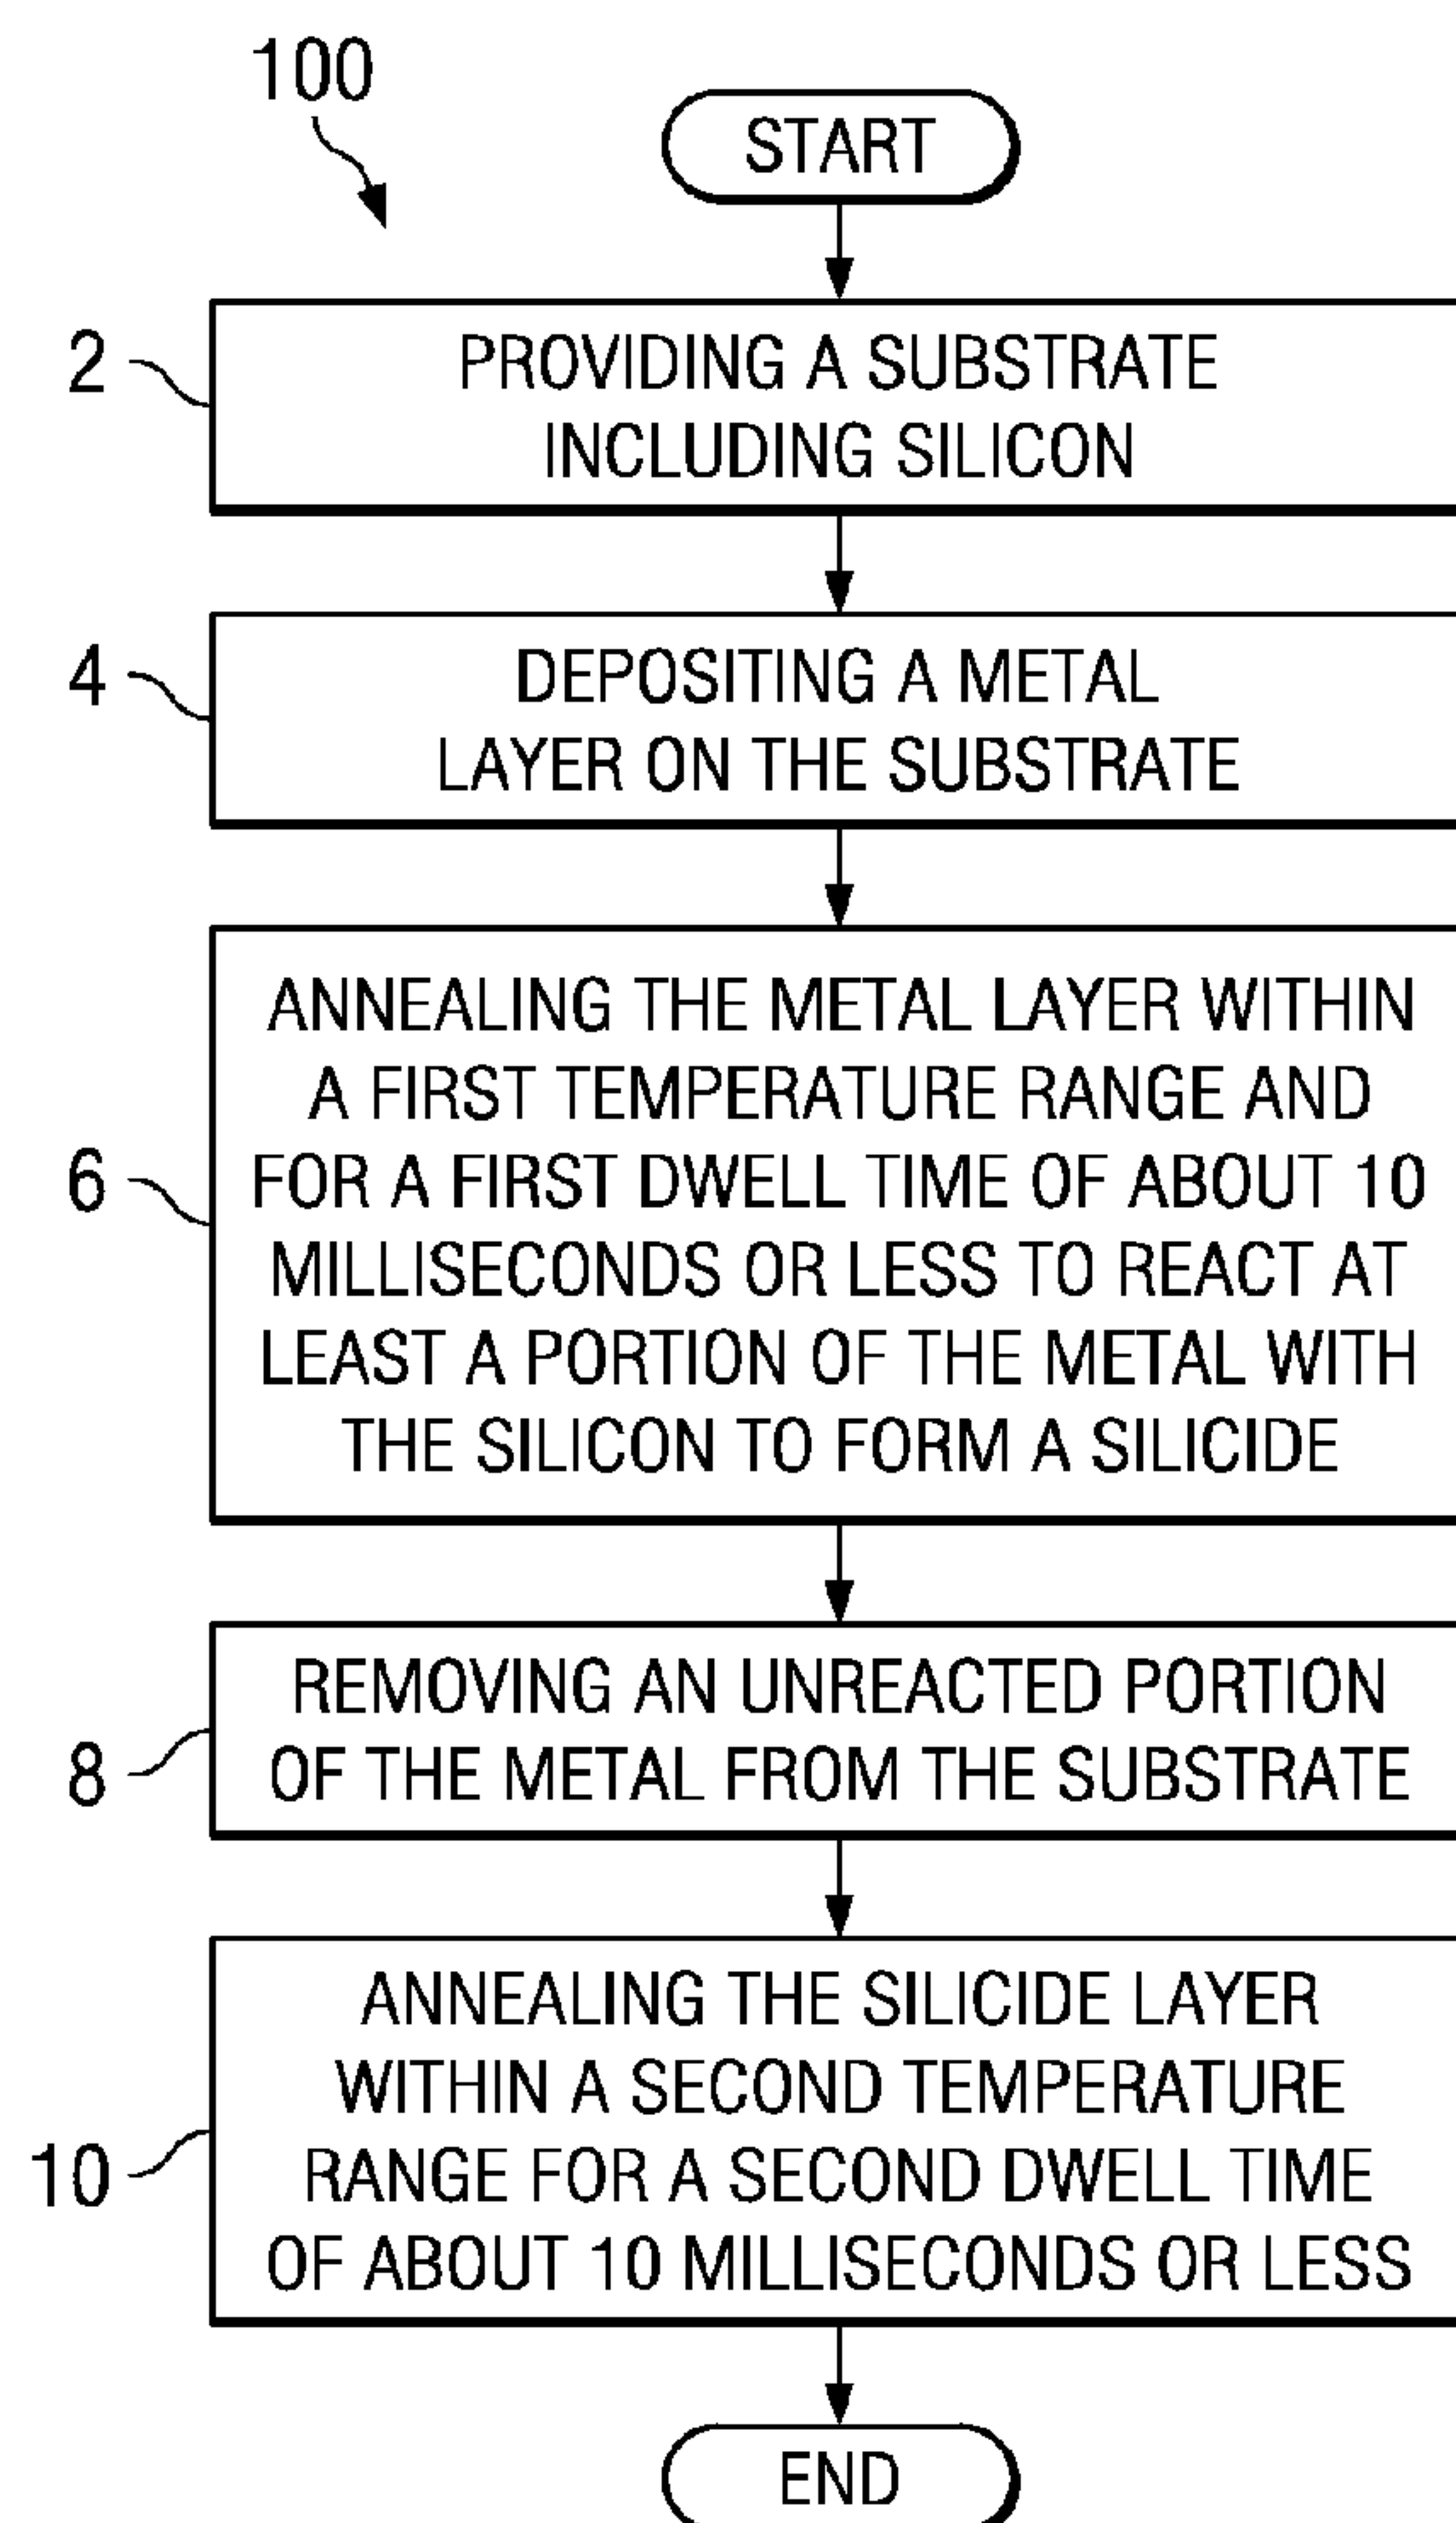 100
START
2
PROVIDING A SUBSTRATE
INCLUDING SILICON
4
DEPOSITING A METAL
LAYER ON THE SUBSTRATE
6
ANNEALING THE METAL LAYER WITHIN
A FIRST TEMPERATURE RANGE AND
FOR A FIRST DWELL TIME OF ABOUT 10
MILLISECONDS OR LESS TO REACT AT
LEAST A PORTION OF THE METAL WITH
THE SILICON TO FORM A SILICIDE
8
REMOVING AN UNREACTED PORTION
OF THE METAL FROM THE SUBSTRATE
10
ANNEALING THE SILICIDE LAYER
WITHIN A SECOND TEMPERATURE
RANGE FOR A SECOND DWELL TIME
OF ABOUT 10 MILLISECONDS OR LESS
END